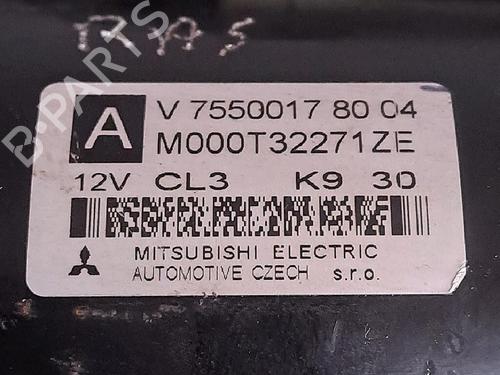 A
V 7550017 80 04
M000T32271ZE
12V CL3 K9 30
MITSUBISHI ELECTRIC
AUTOMOTIVE CZECH s.r.o.
B-PARTS